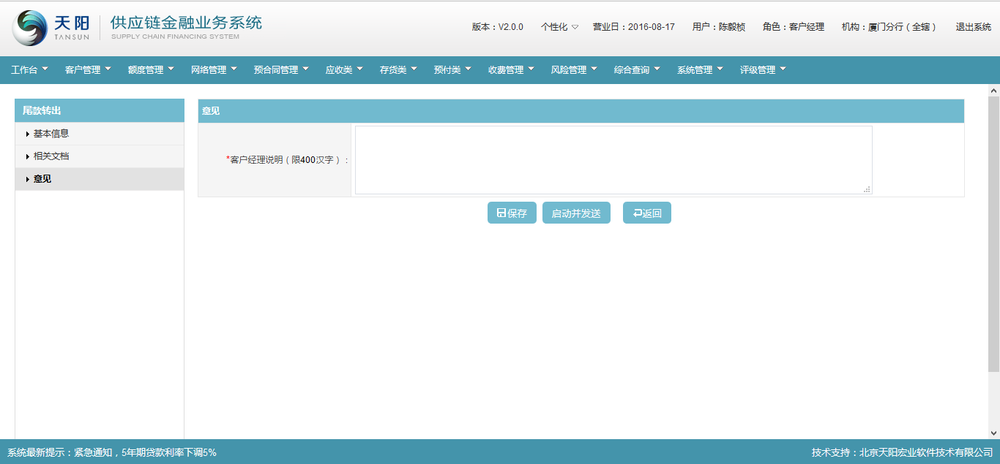 天阳 供应链金融业务系统
TANSUN SUPPLY CHAIN FINANCING SYSTEM
版本：V2.0.0 个性化 营业日：2016-08-17 用户：陈毅桢 角色：客户经理 机构：厦门分行（全辖） 退出系统
工作台 客户管理 额度管理 网络管理 预合同管理 应收类 存货类 预付类 收费管理 风险管理 综合查询 系统管理 评级管理
尾款转出
基本信息
相关文档
意见
意见
*客户经理说明（限400汉字）：
保存 启动并发送 返回
系统最新提示：紧急通知，5年期贷款利率下调5%
技术支持：北京天阳宏业软件技术有限公司